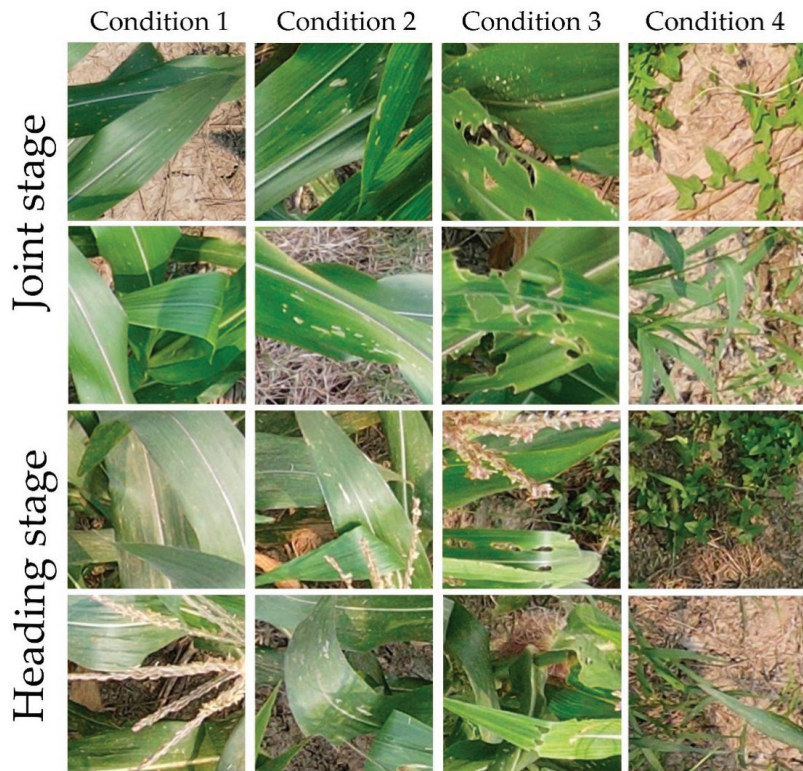 Condition 1
Condition 2
Condition 3
Condition 4
Joint stage
Heading stage